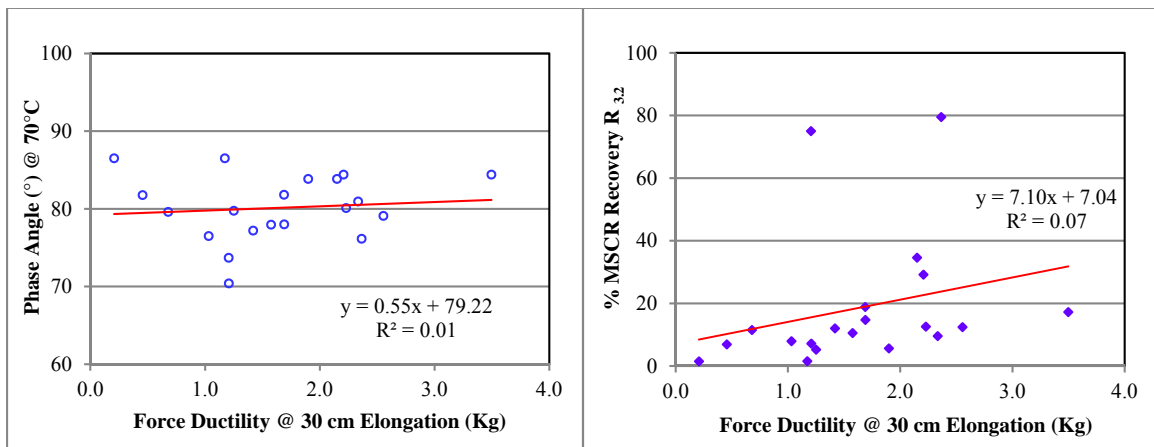 100
90
80
70
60
Phase Angle (°) @ 70°C
y = 0.55x + 79.22
R² = 0.01
0.0 1.0 2.0 3.0 4.0
Force Ductility @ 30 cm Elongation (Kg)
100
80
60
40
20
0
% MSCR Recovery R 3.2
y = 7.10x + 7.04
R² = 0.07
0.0 1.0 2.0 3.0 4.0
Force Ductility @ 30 cm Elongation (Kg)